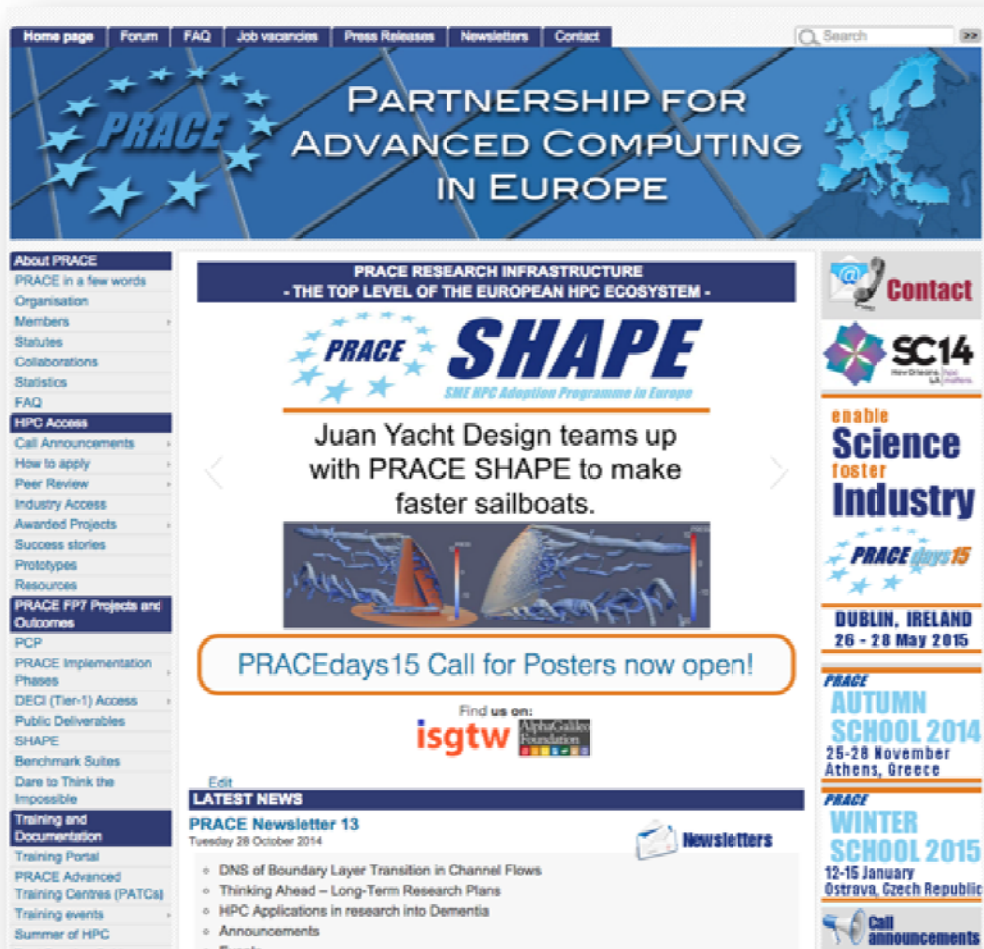 Home page
Forum
FAQ
Job vacancies
Press Releases
Newsletters
Contact
Search
>>
PRACE
PARTNERSHIP FOR
ADVANCED COMPUTING
IN EUROPE
About PRACE
PRACE in a few words
Organisation
Members
Statutes
Collaborations
Statistics
FAQ
HPC Access
Call Announcements
How to apply
Peer Review
Industry Access
Awarded Projects
Success stories
Prototypes
Resources
PRACE FP7 Projects and
Outcomes
PCP
PRACE Implementation
Phases
DECI (Tier-1) Access
Public Deliverables
SHAPE
Benchmark Suites
Dare to Think the
Impossible
Training and
Documentation
Training Portal
PRACE Advanced
Training Centres (PATCs)
Training events
Summer of HPC
PRACE RESEARCH INFRASTRUCTURE
- THE TOP LEVEL OF THE EUROPEAN HPC ECOSYSTEM -
PRACE
SHAPE
SME HPC Adoption Programme in Europe
Juan Yacht Design teams up
with PRACE SHAPE to make
faster sailboats.
PRACEdays15 Call for Posters now open!
Find us on:
isgtw
AlphaGalileo
Foundation
Edit
LATEST NEWS
PRACE Newsletter 13
Tuesday 28 October 2014
Newsletters
DNS of Boundary Layer Transition in Channel Flows
Thinking Ahead – Long-Term Research Plans
HPC Applications in research into Dementia
Announcements
Contact
SC14
New Orleans, hpc
LA matters.
enable
Science
foster
Industry
PRACEdays15
DUBLIN, IRELAND
26 - 28 May 2015
PRACE
AUTUMN
SCHOOL 2014
25-28 November
Athens, Greece
PRACE
WINTER
SCHOOL 2015
12-15 January
Ostrava, Czech Republic
Call
announcements